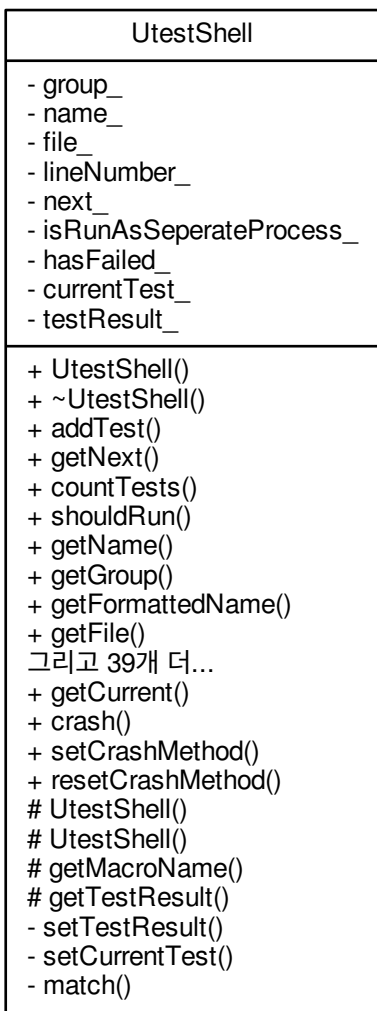 UtestShell
- group_
- name_
- file_
- lineNumber_
- next_
- isRunAsSeperateProcess_
- hasFailed_
- currentTest_
- testResult_
+ UtestShell()
+ ~UtestShell()
+ addTest()
+ getNext()
+ countTests()
+ shouldRun()
+ getName()
+ getGroup()
+ getFormattedName()
+ getFile()
그리고 39개 더...
+ getCurrent()
+ crash()
+ setCrashMethod()
+ resetCrashMethod()
# UtestShell()
# UtestShell()
# getMacroName()
# getTestResult()
- setTestResult()
- setCurrentTest()
- match()